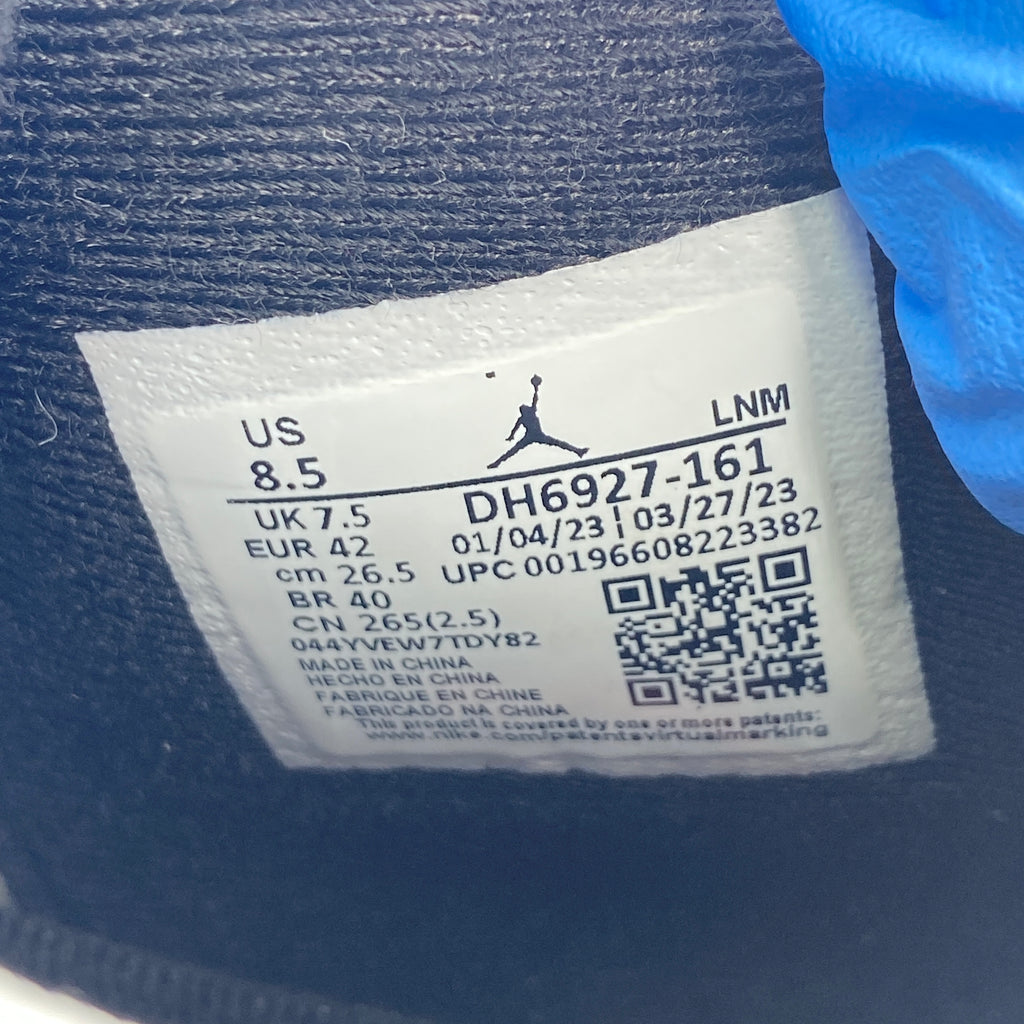 US
8.5
LNM
DH6927-161
01/04/23 | 03/27/23
UPC 00196608223382
UK 7.5
EUR 42
cm 26.5
BR 40
CN 265(2.5)
044YVEW7TDY82
MADE IN CHINA
HECHO EN CHINA
FABRIQUE EN CHINE
FABRICADO NA CHINA
This product is covered by one or more patents:
www.nike.com/patentsvirtualmarking